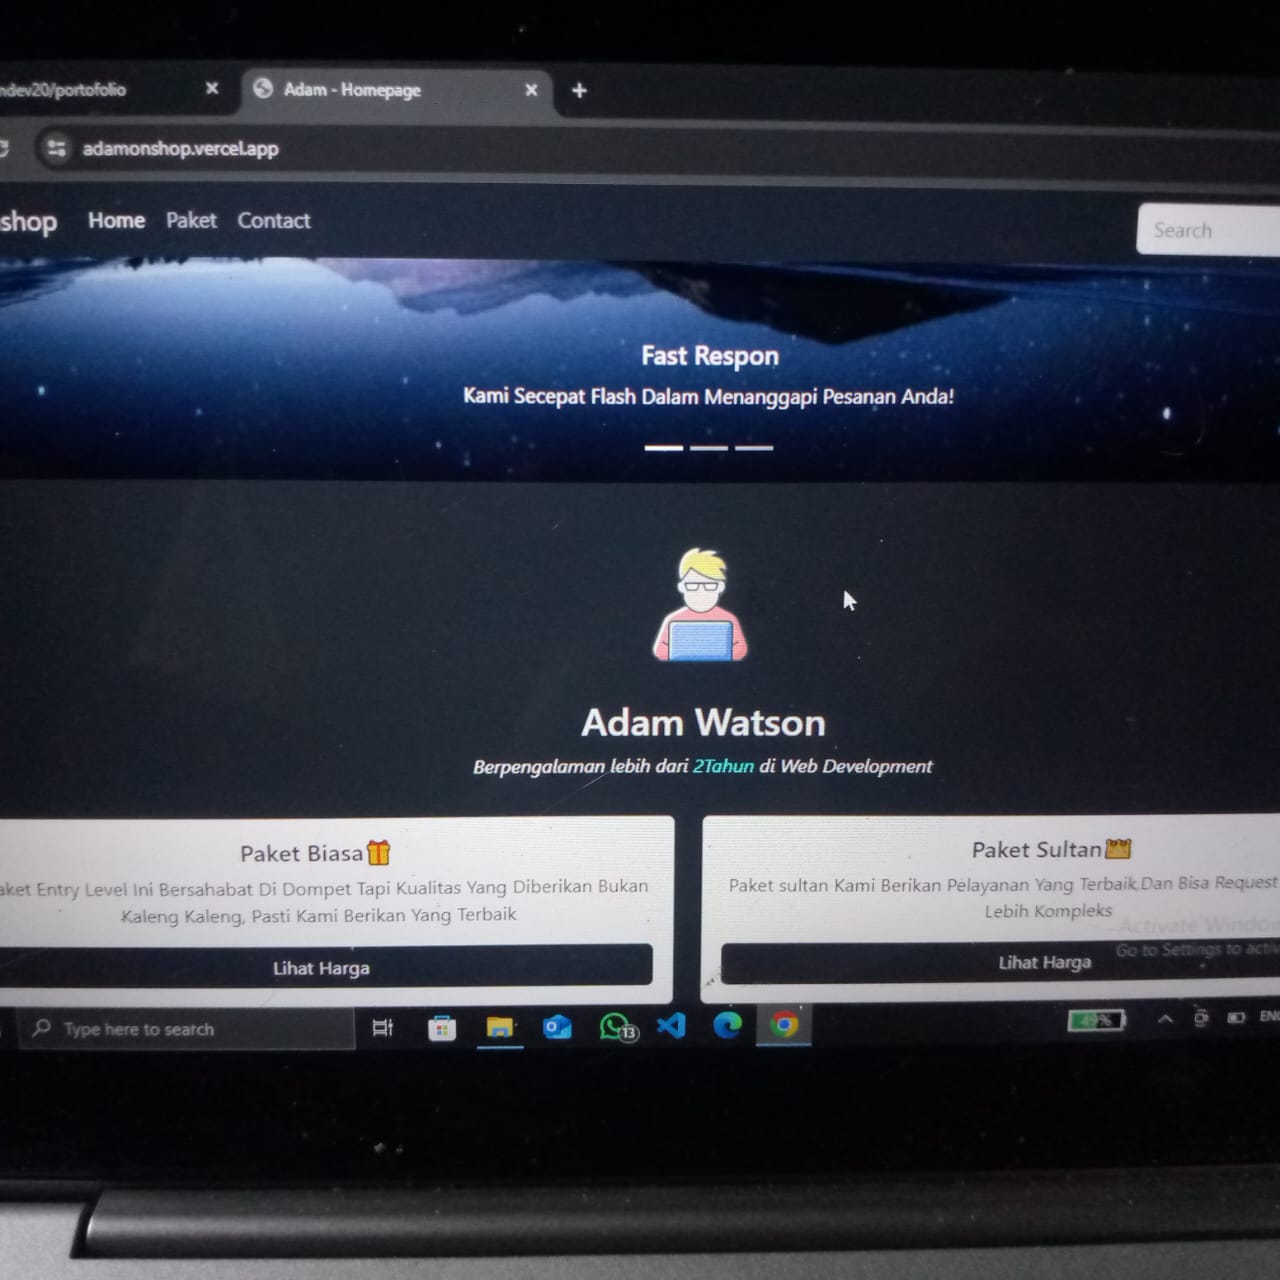 ndev20/portofolio
Adam - Homepage
adamonshop.vercel.app
shop Home Paket Contact
Search
Fast Respon
Kami Secepat Flash Dalam Menanggapi Pesanan Anda!
Adam Watson
Berpengalaman lebih dari 2Tahun di Web Development
Paket Biasa
aket Entry Level Ini Bersahabat Di Dompet Tapi Kualitas Yang Diberikan Bukan
Kaleng Kaleng, Pasti Kami Berikan Yang Terbaik
Lihat Harga
Paket Sultan
Paket sultan Kami Berikan Pelayanan Yang Terbaik,Dan Bisa Request
Lebih Kompleks
Lihat Harga
Activate Window
Go to Settings to activ
Type here to search
13
ENG